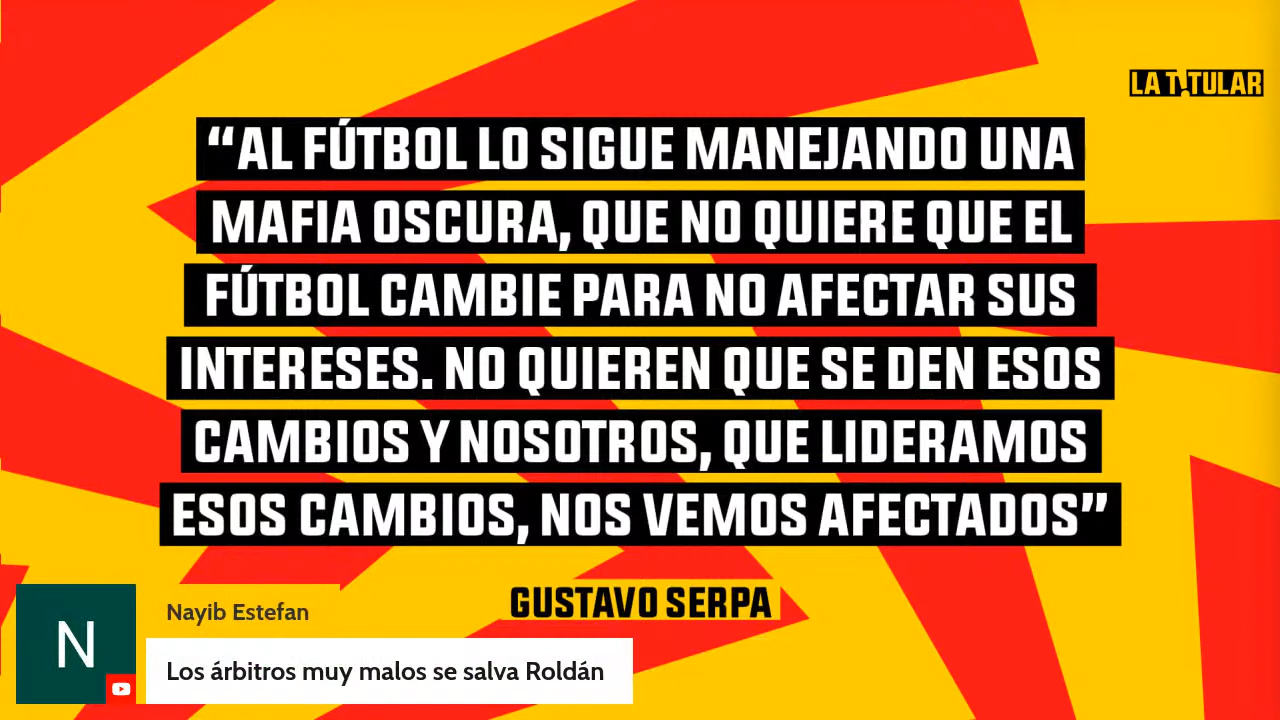 LA TITULAR
“AL FÚTBOL LO SIGUE MANEJANDO UNA
MAFIA OSCURA, QUE NO QUIERE QUE EL
FÚTBOL CAMBIE PARA NO AFECTAR SUS
INTERESES. NO QUIEREN QUE SE DEN ESOS
CAMBIOS Y NOSOTROS, QUE LIDERAMOS
ESOS CAMBIOS, NOS VEMOS AFECTADOS”
GUSTAVO SERPA
N
Nayib Estefan
Los árbitros muy malos se salva Roldán